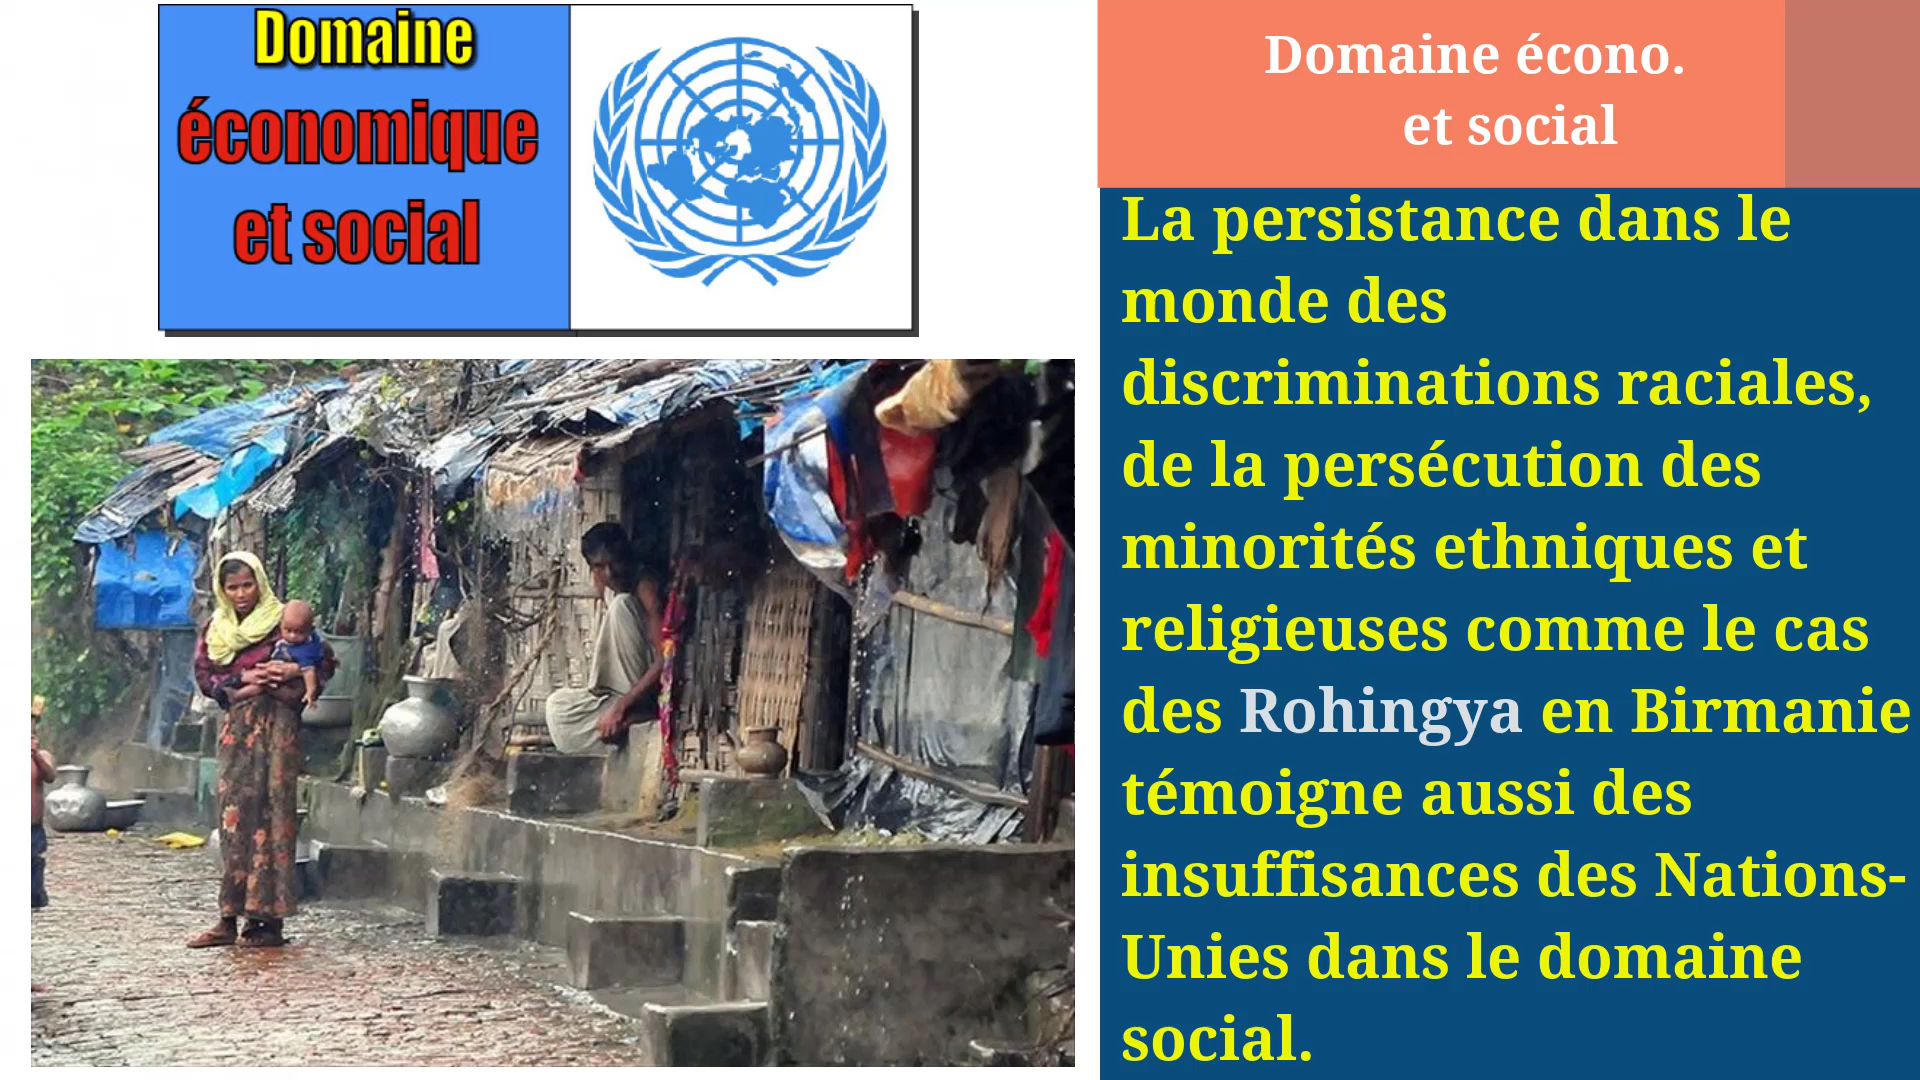 Domaine
économique
et social
Domaine écono.
et social
La persistance dans le
monde des
discriminations raciales,
de la persécution des
minorités ethniques et
religieuses comme le cas
des Rohingya en Birmanie
témoigne aussi des
insuffisances des Nations-
Unies dans le domaine
social.